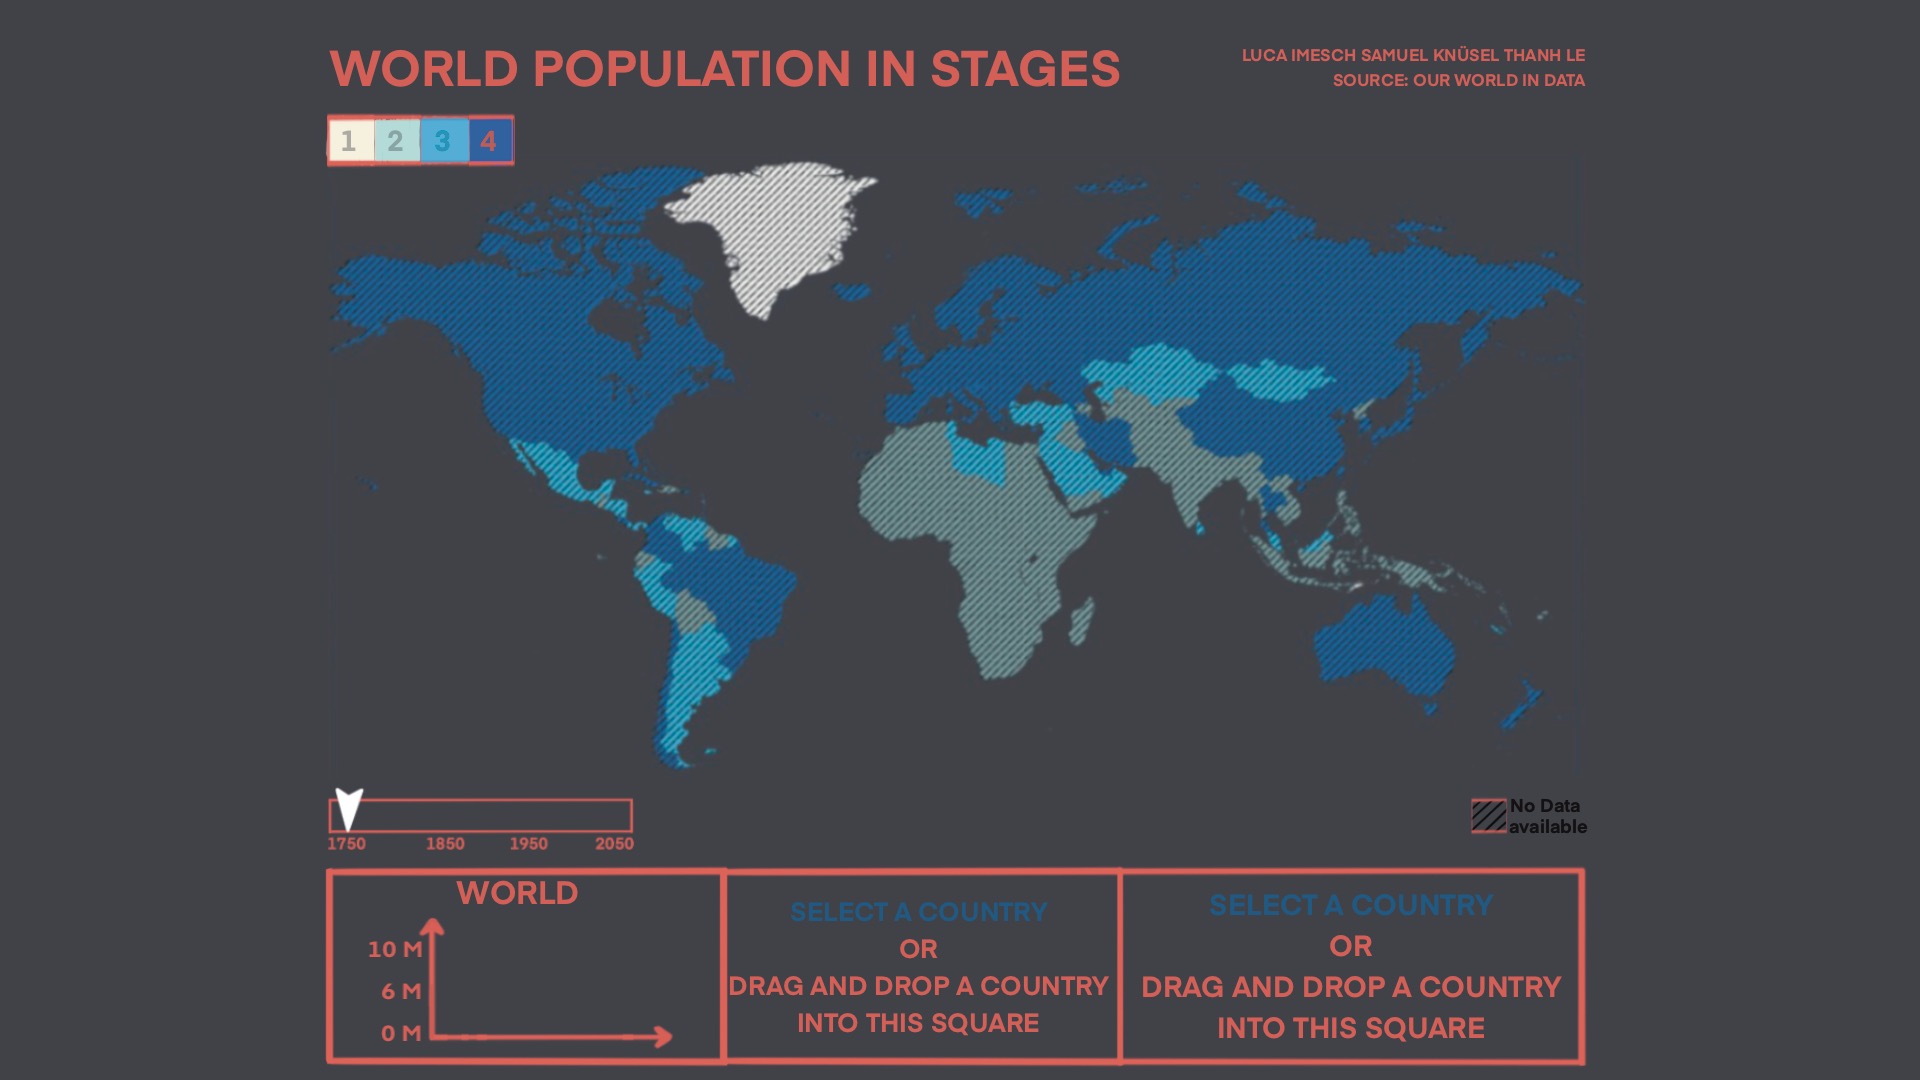 WORLD POPULATION IN STAGES
LUCA IMESCH SAMUEL KNÜSEL THANH LE
SOURCE: OUR WORLD IN DATA
1 2 3 4
No Data
available
1750 1850 1950 2050
WORLD
10 M
6 M
0 M
SELECT A COUNTRY
OR
DRAG AND DROP A COUNTRY
INTO THIS SQUARE
SELECT A COUNTRY
OR
DRAG AND DROP A COUNTRY
INTO THIS SQUARE